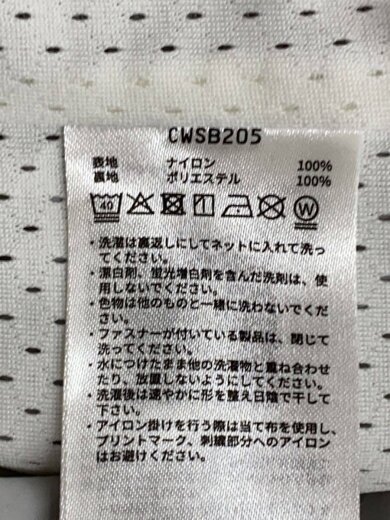 CWSB205
表地 ナイロン 100%
裏地 ポリエステル 100%
40 W
・洗濯は裏返しにしてネットに入れて洗っ
てください。
・漂白剤、蛍光増白剤を含んだ洗剤は、使
用しないでください。
・色物は他のものと一緒に洗わないでくだ
さい。
・ファスナーが付いている製品は、閉じて
洗ってください。
・水につけたまま他の洗濯物と重ね合わせ
たり、放置しないようにしてください。
・洗濯後は速やかに形を整え日陰で干して
下さい。
・アイロン掛けを行う際は当て布を使用し、
プリントマーク、刺繍部分へのアイロン
はお避けください。